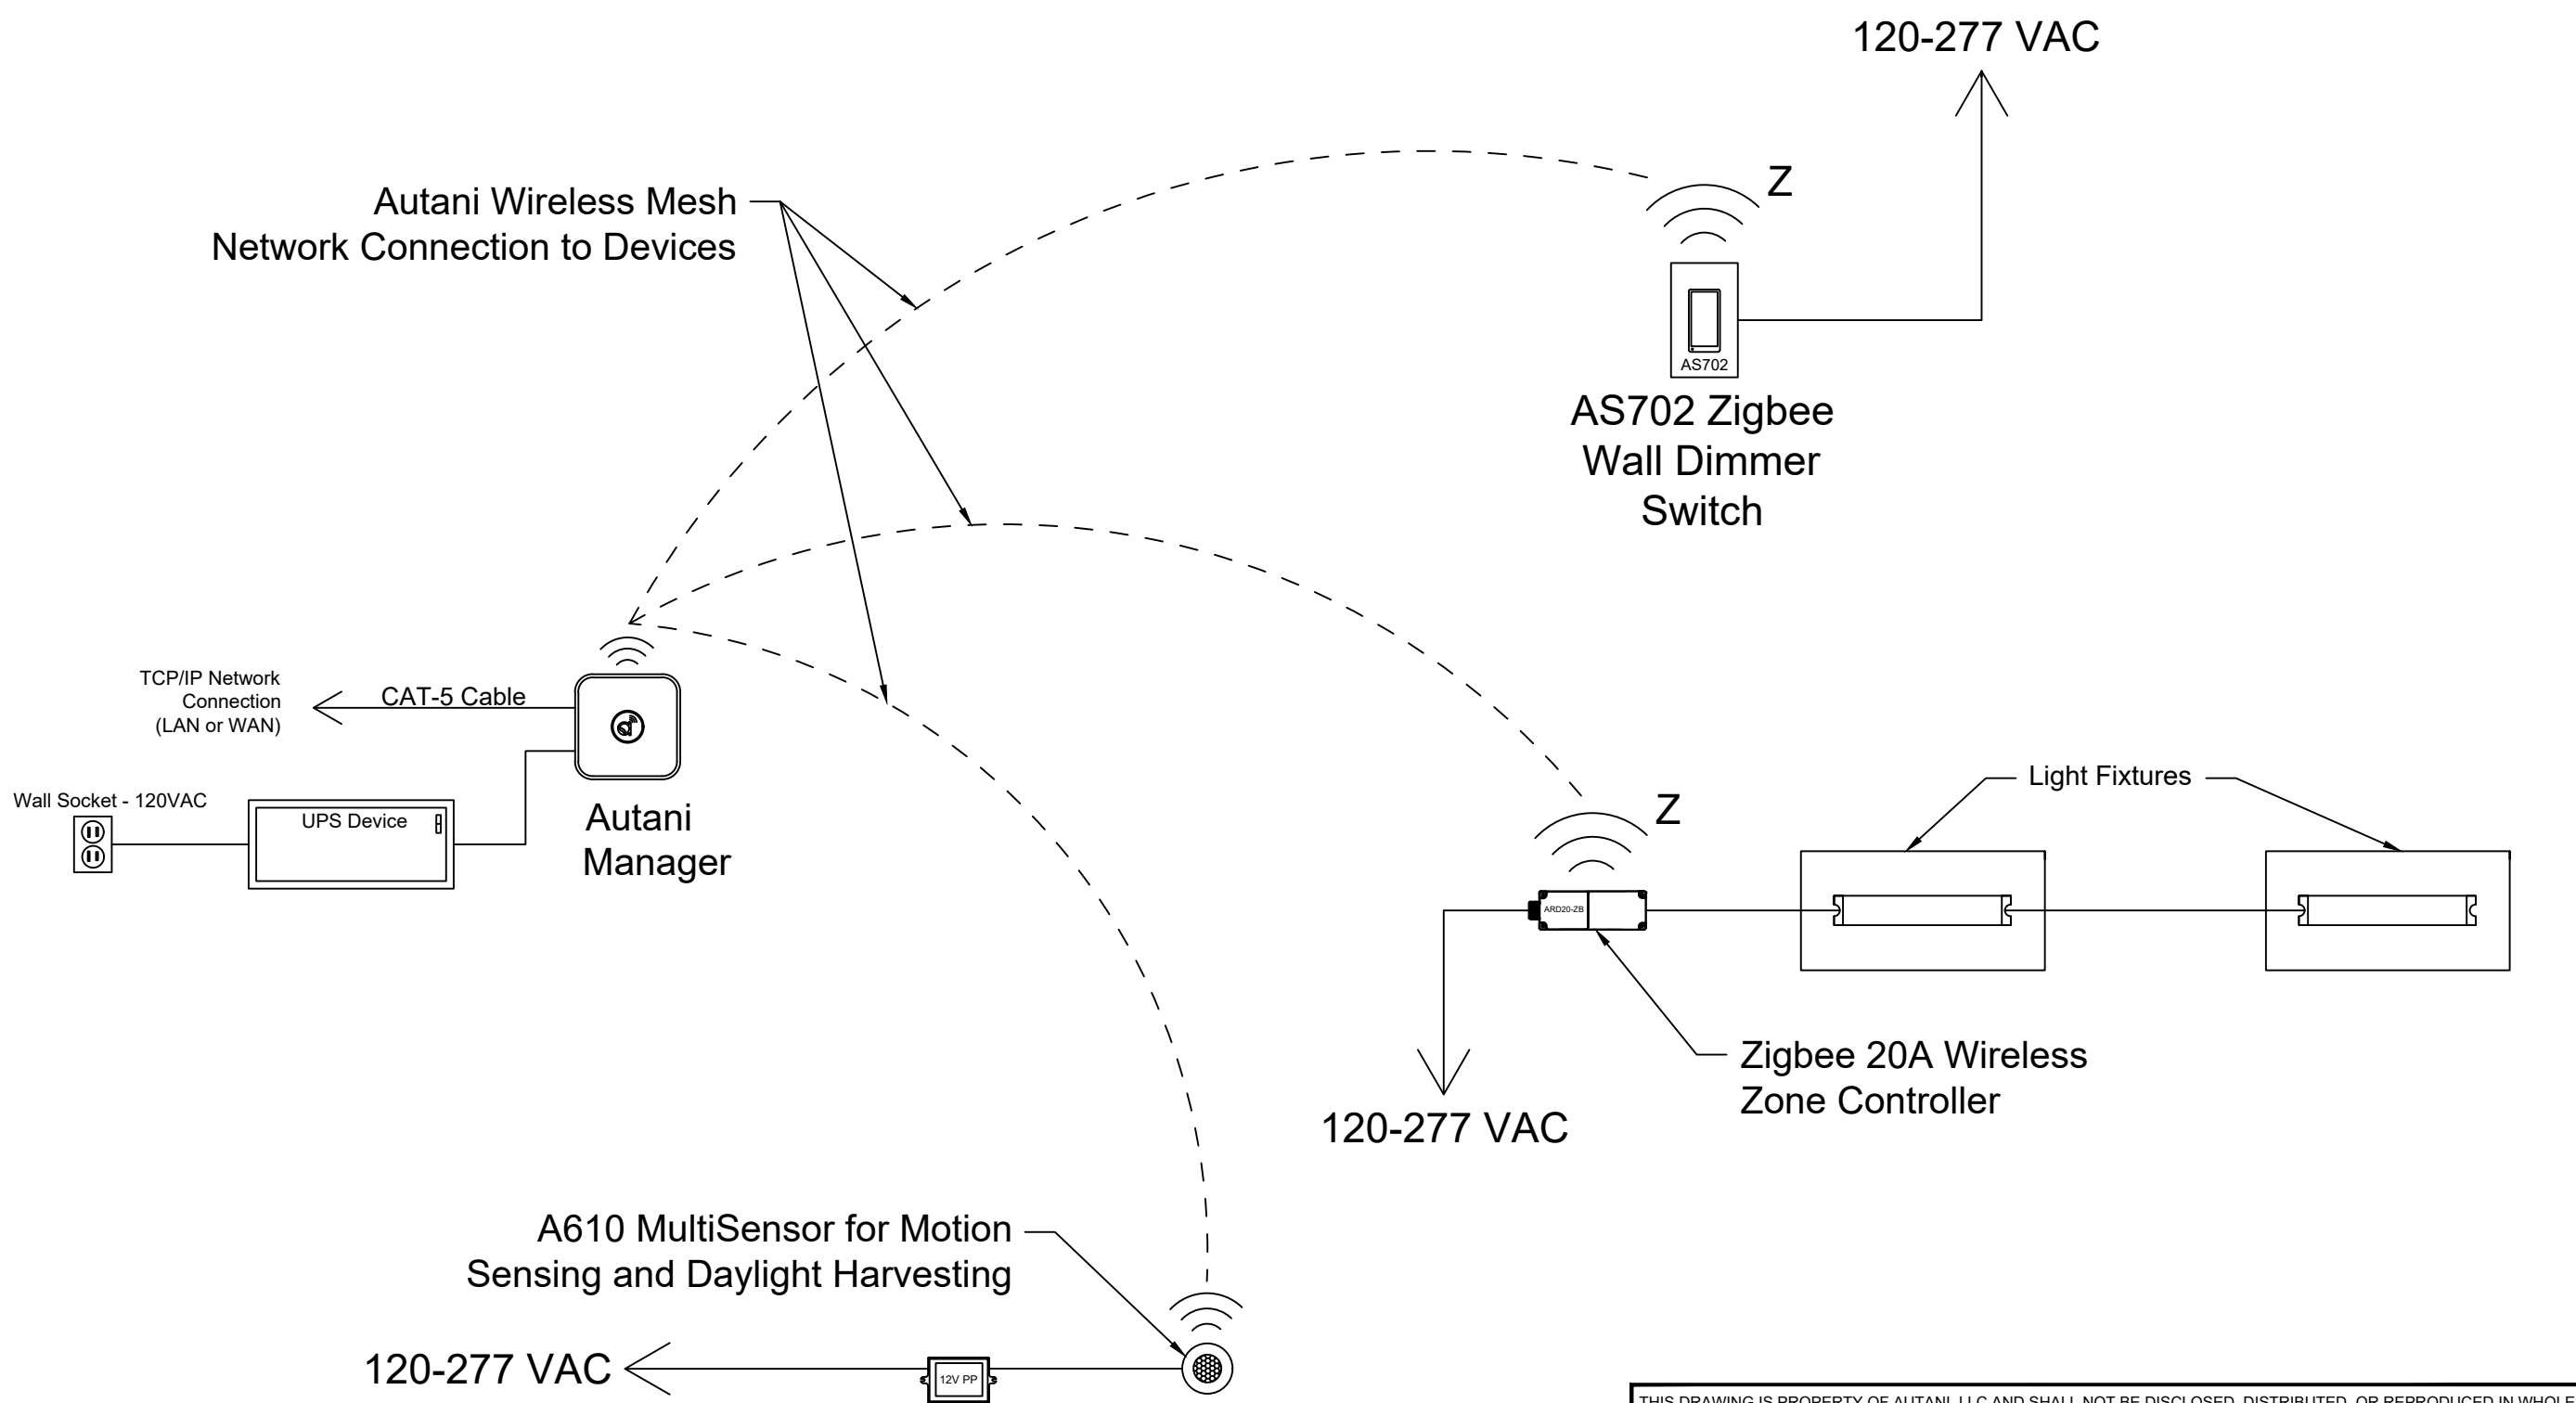 120-277 VAC
Z
Autani Wireless Mesh
Network Connection to Devices
AS702
AS702 Zigbee
Wall Dimmer
Switch
TCP/IP Network
Connection
(LAN or WAN)
CAT-5 Cable
Wall Socket - 120VAC
UPS Device
Autani
Manager
Light Fixtures
Z
ARD20-ZB
Zigbee 20A Wireless
Zone Controller
120-277 VAC
A610 MultiSensor for Motion
Sensing and Daylight Harvesting
120-277 VAC
12V PP
THIS DRAWING IS PROPERTY OF AUTANI, LLC AND SHALL NOT BE DISCLOSED, DISTRIBUTED, OR REPRODUCED IN WHOLE